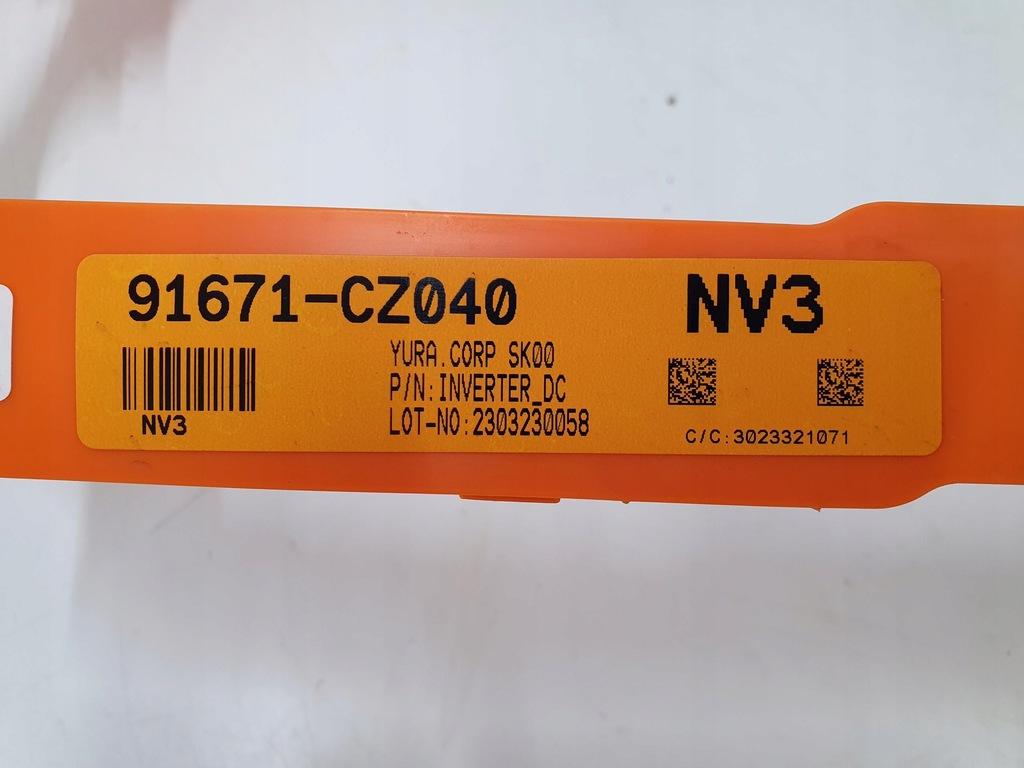 91671-CZ040
NV3
YURA.CORP SK00
P/N:INVERTER_DC
LOT-NO:2303230058
NV3
C/C:3023321071